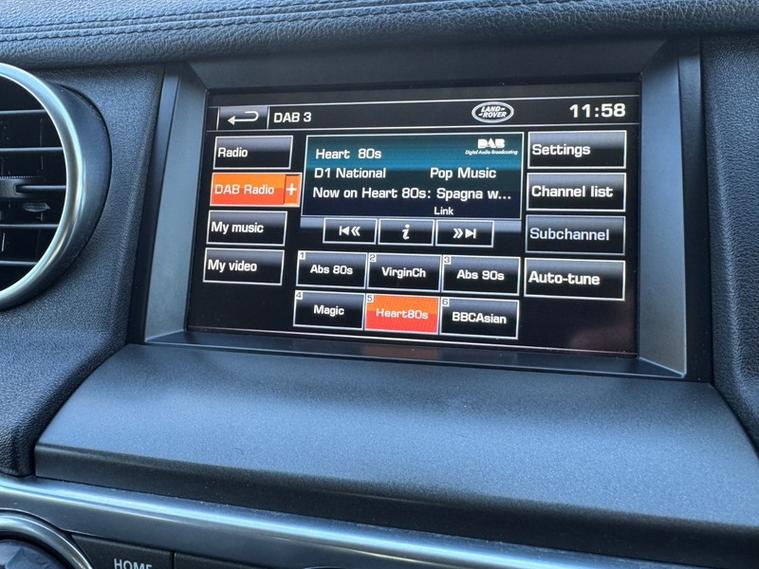 DAB 3
LAND-
ROVER
11:58
Radio
DAB Radio +
My music
My video
DAB
Digital Audio Broadcasting
Heart 80s
D1 National Pop Music
Now on Heart 80s: Spagna w...
Link
i
1 Abs 80s
2 VirginCh
3 Abs 90s
4 Magic
5 Heart80s
6 BBCAsian
Settings
Channel list
Subchannel
Auto-tune
HOME